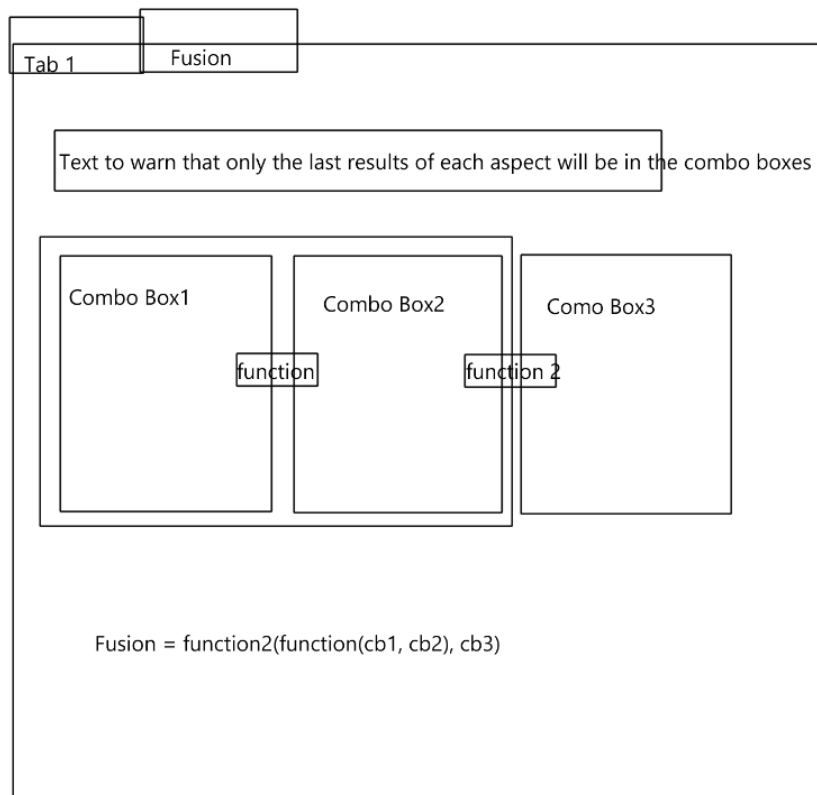 Tab 1
Fusion
Text to warn that only the last results of each aspect will be in the combo boxes
Combo Box1
Combo Box2
Como Box3
function
function 2
Fusion = function2(function(cb1, cb2), cb3)